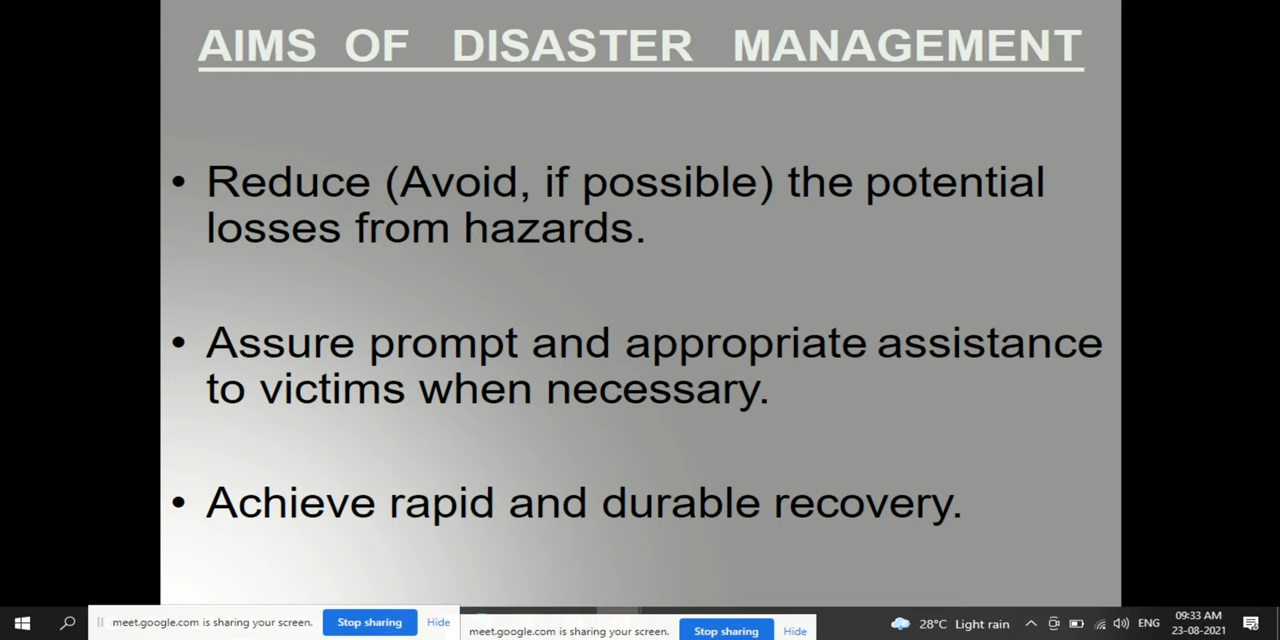 AIMS OF DISASTER MANAGEMENT
• Reduce (Avoid, if possible) the potential
losses from hazards.
• Assure prompt and appropriate assistance
to victims when necessary.
• Achieve rapid and durable recovery.
meet.google.com is sharing your screen. Stop sharing Hide
meet.google.com is sharing your screen. Stop sharing Hide
28°C Light rain
ENG
09:33 AM
23-08-2021